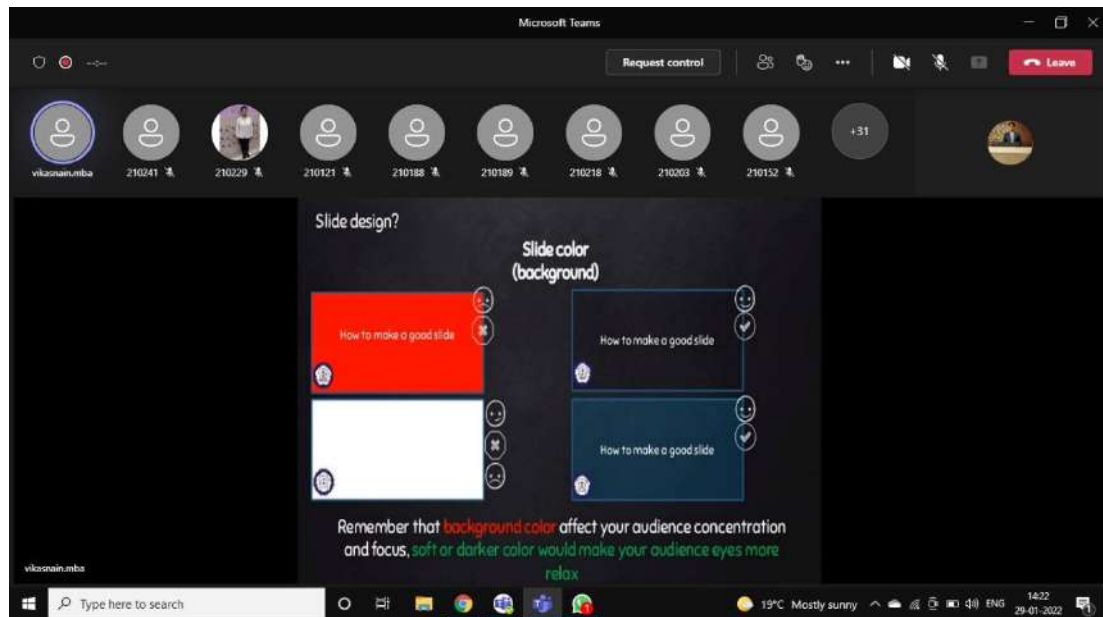 Microsoft Teams
--:--
Request control
Leave
vikasnain.mba
210241
210229
210121
210188
210189
210218
210203
210152
+31
Slide design?
Slide color
(background)
How to make a good slide
How to make a good slide
How to make a good slide
Remember that background color affect your audience concentration
and focus, soft or darker color would make your audience eyes more
relax
vikasnain.mba
Type here to search
19°C Mostly sunny
ENG
14:22
29-01-2022